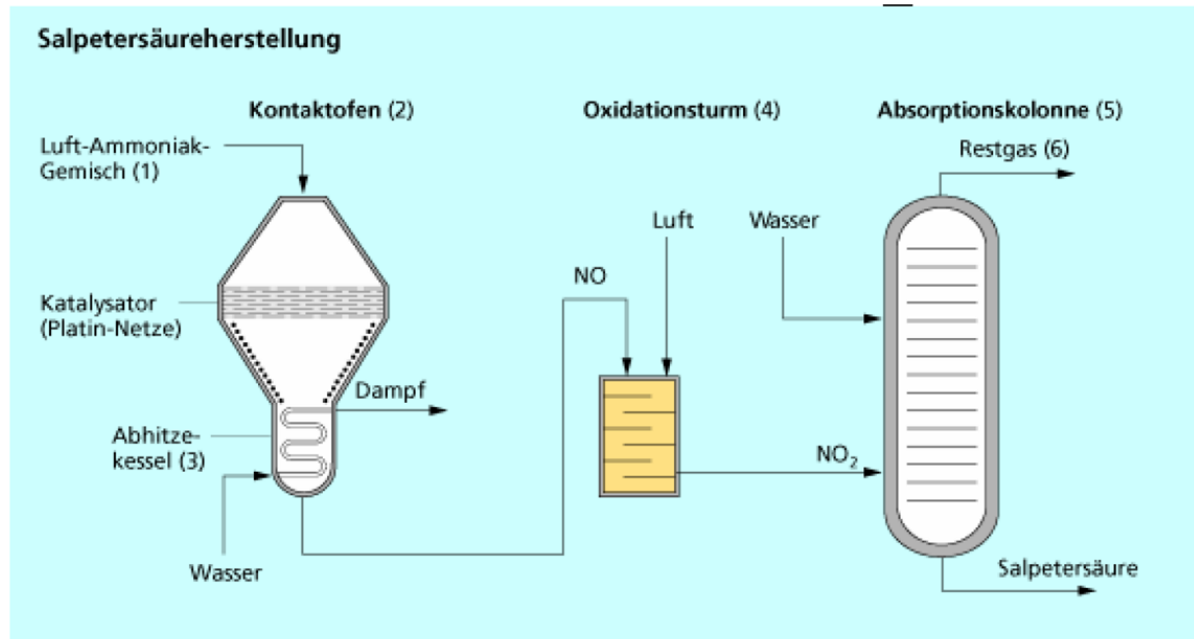 Salpetersäureherstellung
Kontaktofen (2)
Oxidationsturm (4)
Absorptionskolonne (5)
Luft-Ammoniak-
Gemisch (1)
Restgas (6)
Luft
Wasser
NO
Katalysator
(Platin-Netze)
Dampf
Abhitze-
kessel (3)
NO₂
Wasser
Salpetersäure